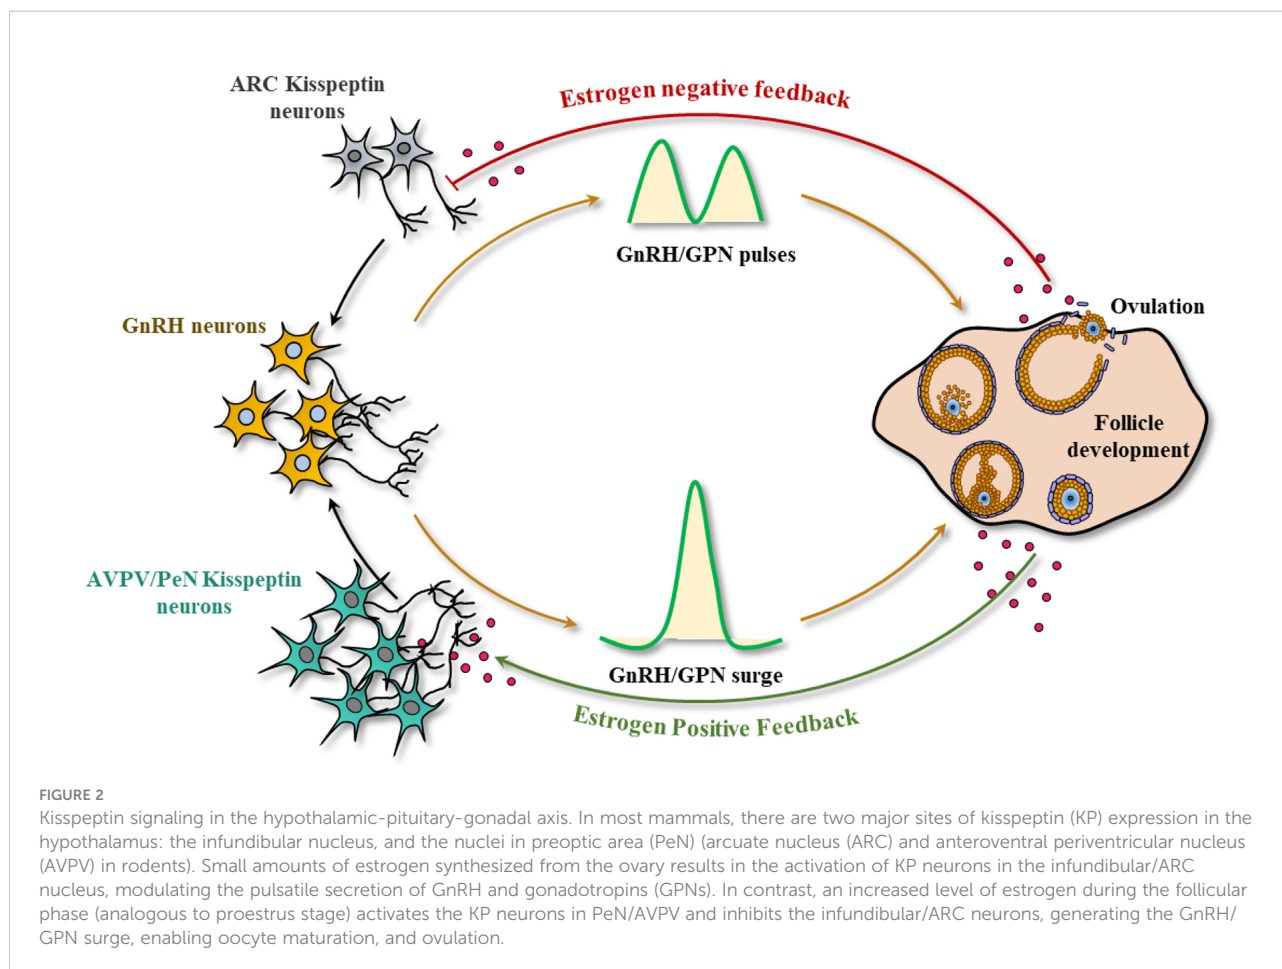 ARC Kisspeptin
neurons
Estrogen negative feedback
GnRH/GPN pulses
GnRH neurons
Ovulation
Follicle
development
AVPV/PeN Kisspeptin
neurons
GnRH/GPN surge
Estrogen Positive Feedback
FIGURE 2
Kisspeptin signaling in the hypothalamic-pituitary-gonadal axis. In most mammals, there are two major sites of kisspeptin (KP) expression in the
hypothalamus: the infundibular nucleus, and the nuclei in preoptic area (PeN) (arcuate nucleus (ARC) and anteroventral periventricular nucleus
(AVPV) in rodents). Small amounts of estrogen synthesized from the ovary results in the activation of KP neurons in the infundibular/ARC
nucleus, modulating the pulsatile secretion of GnRH and gonadotropins (GPNs). In contrast, an increased level of estrogen during the follicular
phase (analogous to proestrus stage) activates the KP neurons in PeN/AVPV and inhibits the infundibular/ARC neurons, generating the GnRH/
GPN surge, enabling oocyte maturation, and ovulation.